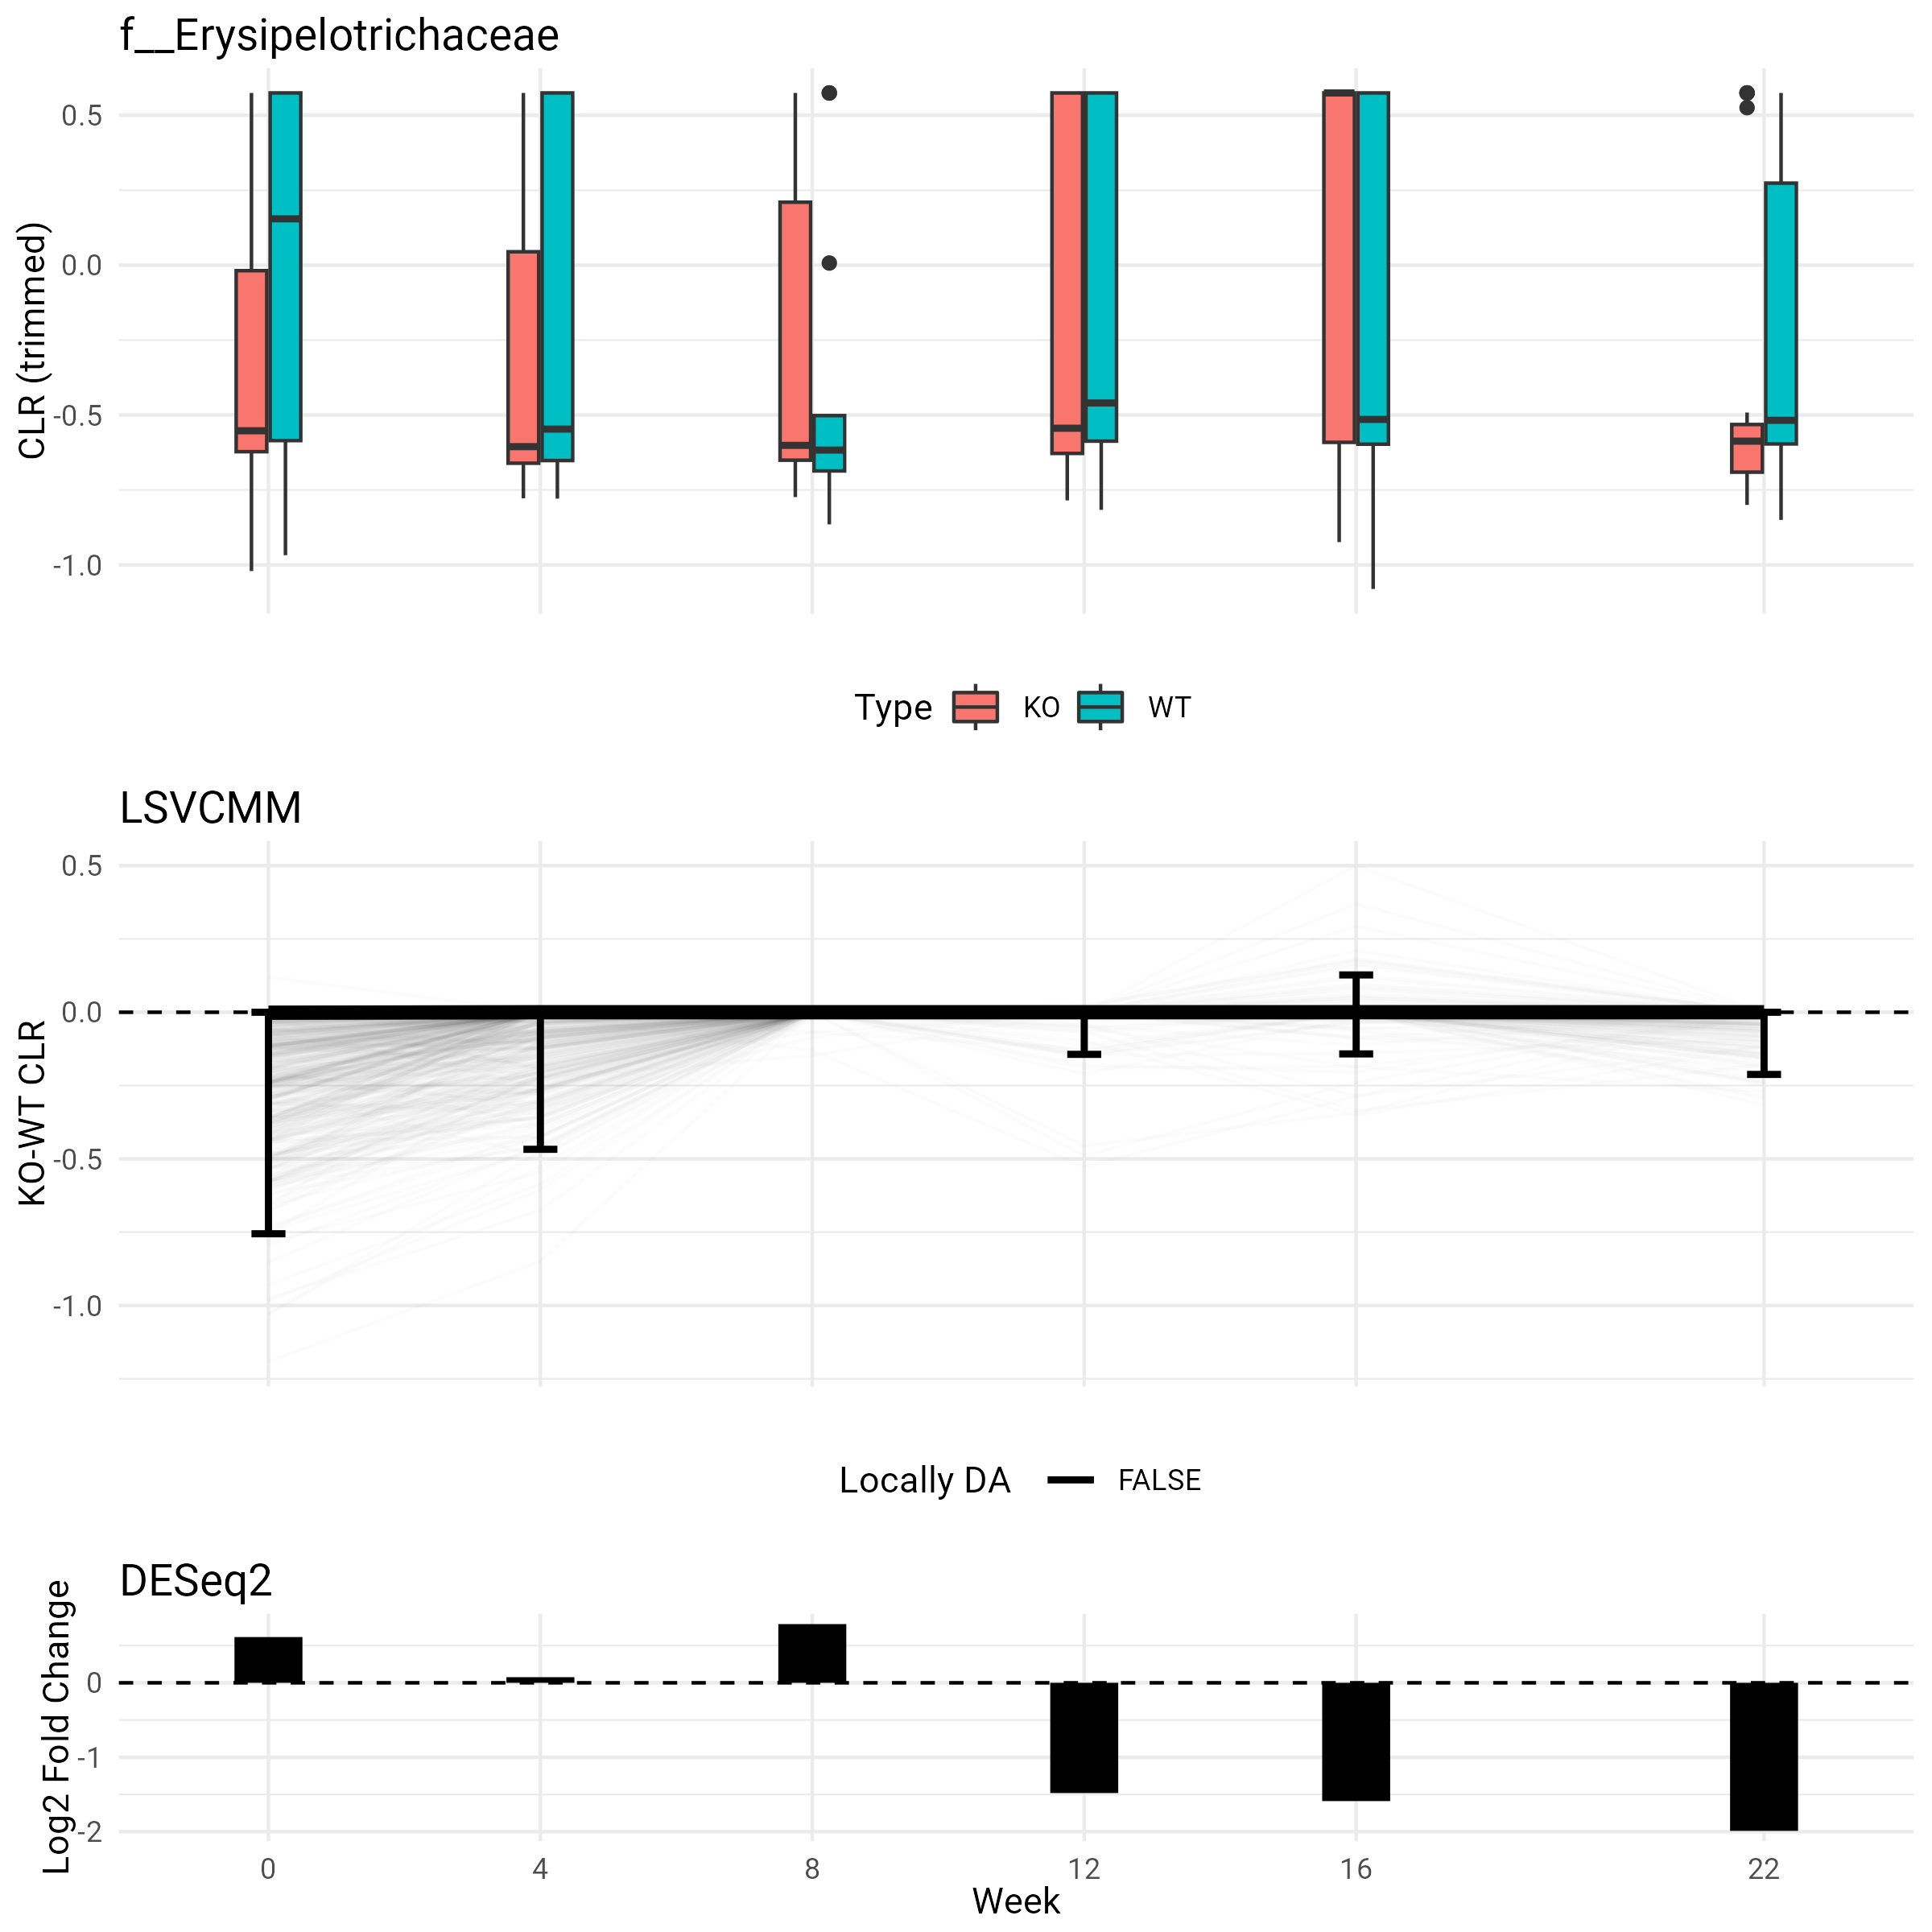 f__Erysipelotrichaceae
CLR (trimmed)
0.5
0.0
-0.5
-1.0
Type KO WT
LSVCMM
KO-WT CLR
0.5
0.0
-0.5
-1.0
Locally DA FALSE
DESeq2
Log2 Fold Change
0
-1
-2
0 4 8 12 16 22
Week